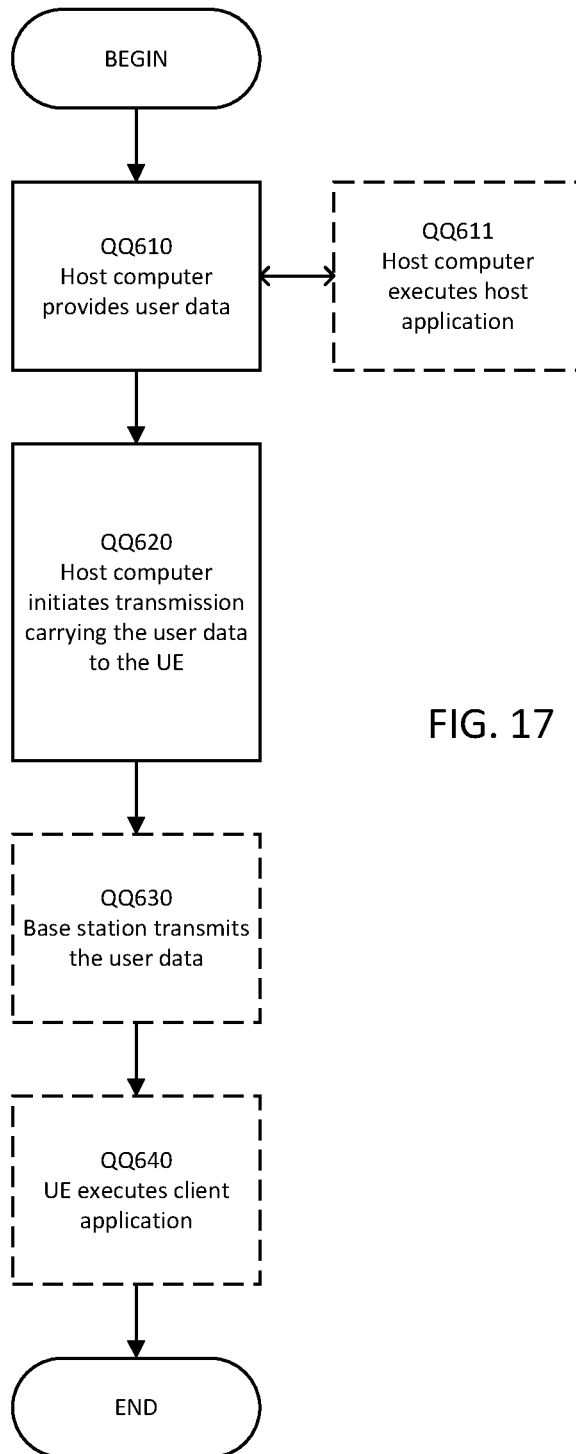 BEGIN
QQ610
Host computer
provides user data
QQ611
Host computer
executes host
application
QQ620
Host computer
initiates transmission
carrying the user data
to the UE
FIG. 17
QQ630
Base station transmits
the user data
QQ640
UE executes client
application
END